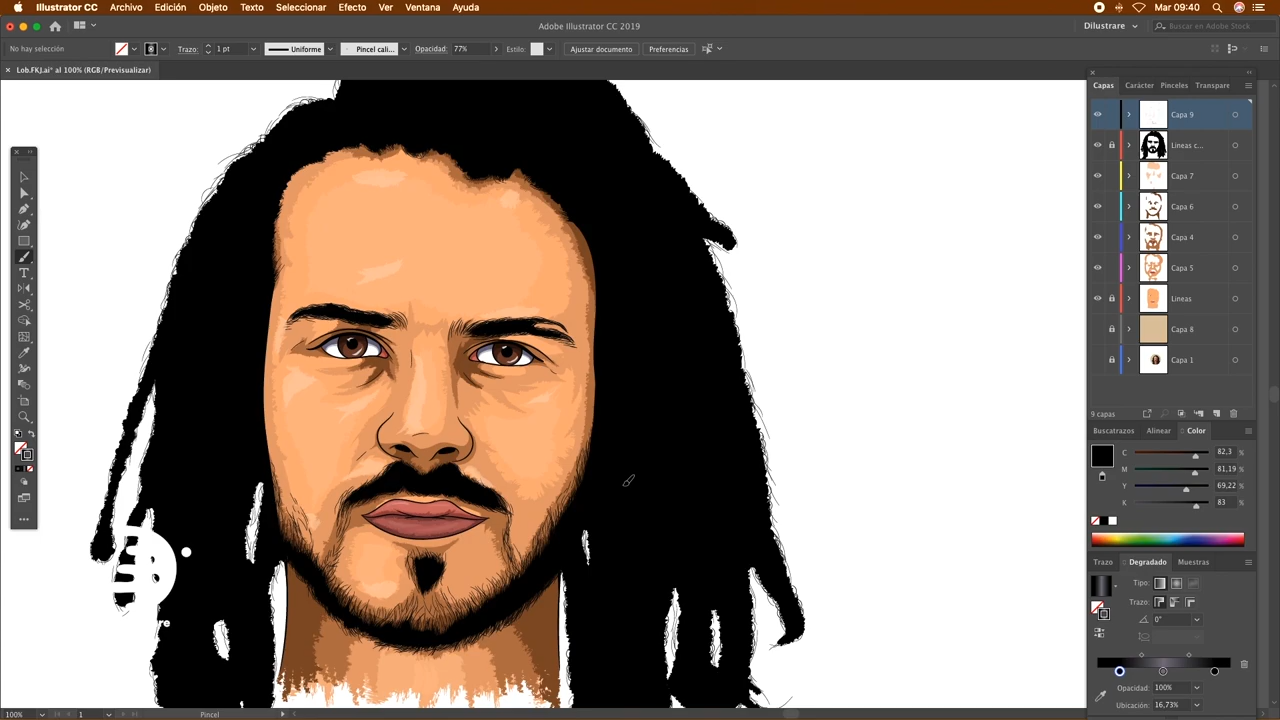 Illustrator CC Archivo Edición Objeto Texto Seleccionar Efecto Ver Ventana Ayuda Mar 09:40
Adobe Illustrator CC 2019 Dilustrare Buscar en Adobe Stock
No hay selección Trazo: 1 pt Uniforme Pincel cali... Opacidad: 77% Estilo: Ajustar documento Preferencias
Lob.FKJ.ai* al 100% (RGB/Previsualizar)
Capas Carácter Pinceles Transpare
Capa 9
Lineas c...
Capa 7
Capa 6
Capa 4
Capa 5
Lineas
Capa 8
Capa 1
9 capas
Buscatrazos Alinear Color
C 82,3 %
M 81,19 %
Y 69,22 %
K 83 %
Trazo Degradado Muestras
Tipo:
Trazo:
0°
re
Opacidad: 100%
Ubicación: 16,73%
100% 1 Pincel